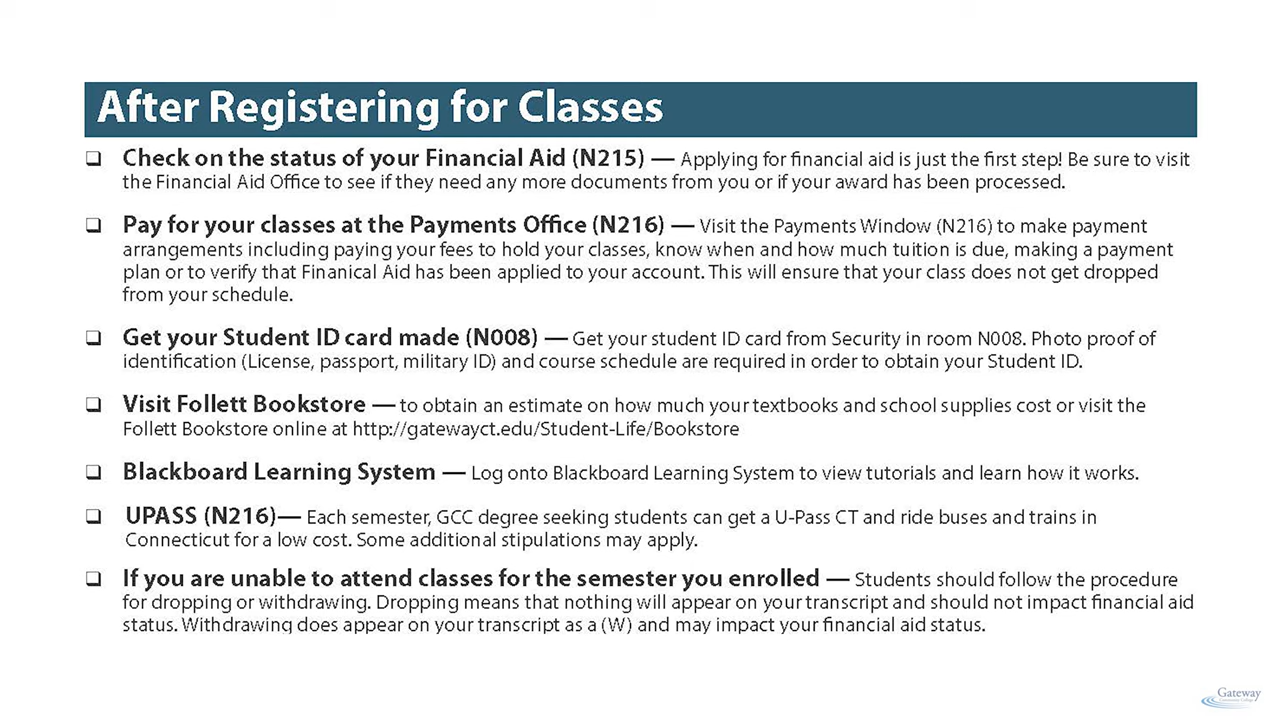 After Registering for Classes
❑ Check on the status of your Financial Aid (N215) — Applying for financial aid is just the first step! Be sure to visit
the Financial Aid Office to see if they need any more documents from you or if your award has been processed.
❑ Pay for your classes at the Payments Office (N216) — Visit the Payments Window (N216) to make payment
arrangements including paying your fees to hold your classes, know when and how much tuition is due, making a payment
plan or to verify that Finanical Aid has been applied to your account. This will ensure that your class does not get dropped
from your schedule.
❑ Get your Student ID card made (N008) — Get your student ID card from Security in room N008. Photo proof of
identification (License, passport, military ID) and course schedule are required in order to obtain your Student ID.
❑ Visit Follett Bookstore — to obtain an estimate on how much your textbooks and school supplies cost or visit the
Follett Bookstore online at http://gatewayct.edu/Student-Life/Bookstore
❑ Blackboard Learning System — Log onto Blackboard Learning System to view tutorials and learn how it works.
❑ UPASS (N216)— Each semester, GCC degree seeking students can get a U-Pass CT and ride buses and trains in
Connecticut for a low cost. Some additional stipulations may apply.
❑ If you are unable to attend classes for the semester you enrolled — Students should follow the procedure
for dropping or withdrawing. Dropping means that nothing will appear on your transcript and should not impact financial aid
status. Withdrawing does appear on your transcript as a (W) and may impact your financial aid status.
Gateway